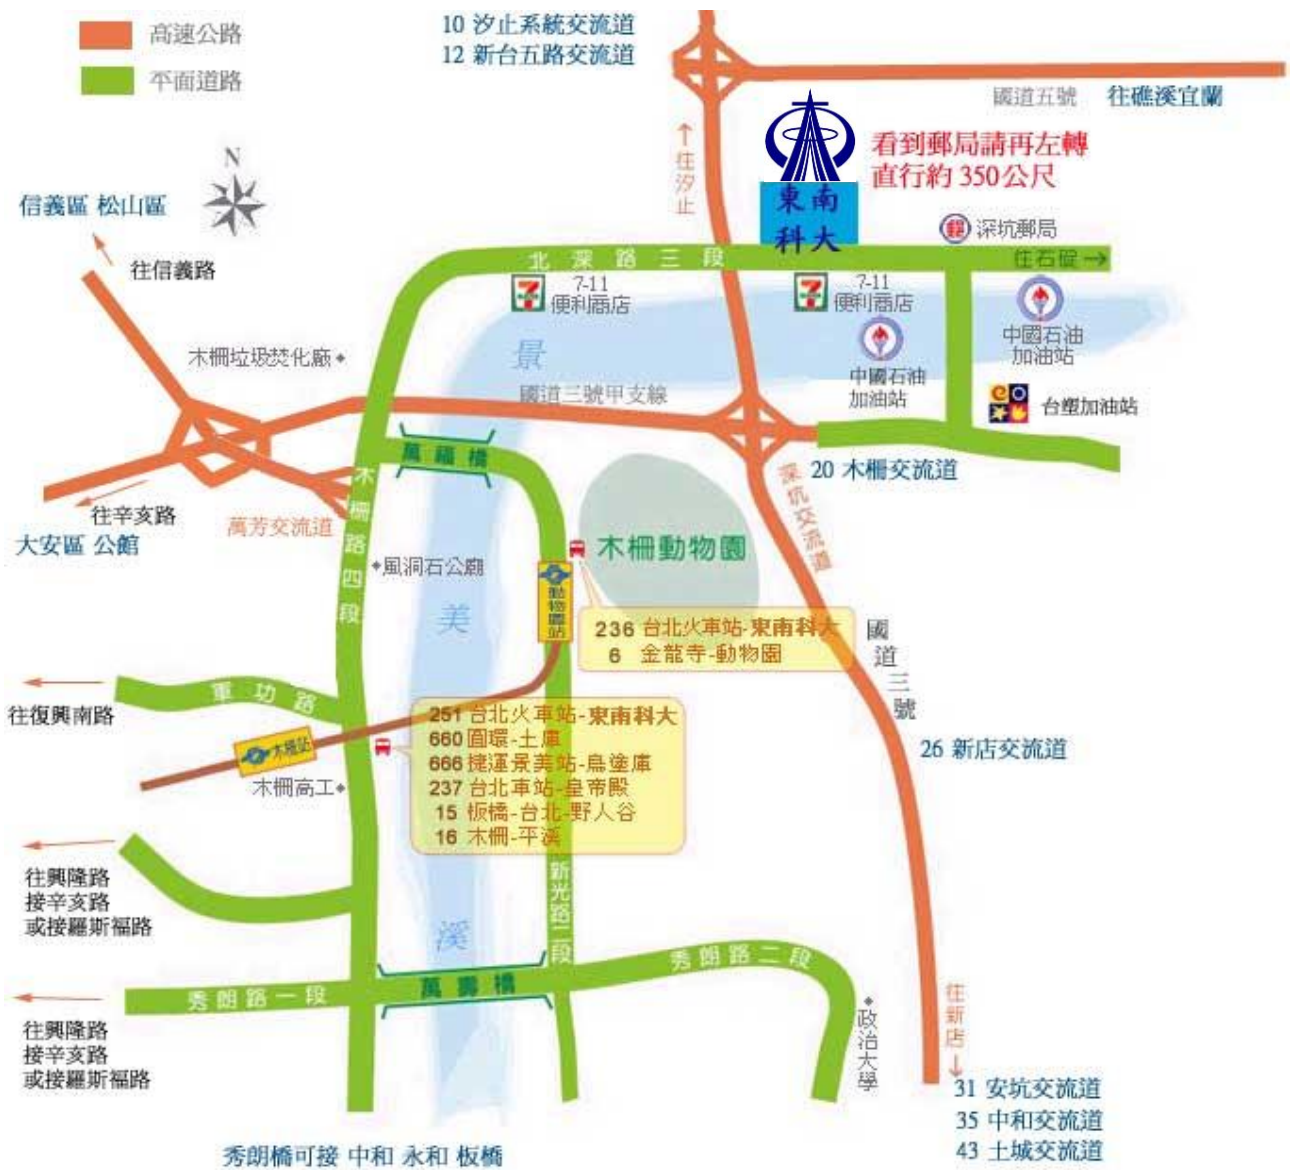 高速公路
平面道路
10 汐止系統交流道
12 新台五路交流道
國道五號
往礁溪宜蘭
往汐止
看到郵局請再左轉
直行約 350公尺
東南
科大
N
信義區 松山區
往信義路
深坑郵局
北深路三段
往石碇
7-11
便利商店
7-11
便利商店
中國石油
加油站
中國石油
加油站
台塑加油站
木柵垃圾焚化廠
景
美
溪
國道三號甲支線
萬福橋
20 木柵交流道
深坑交流道
往辛亥路
大安區 公館
萬芳交流道
木柵路四段
風洞石公廟
木柵動物園
動物園站
236 台北火車站-東南科大
6 金龍寺-動物園
國道三號
軍功路
往復興南路
木柵站
木柵高工
251 台北火車站-東南科大
660 圓環-土庫
666 捷運景美站-烏塗庫
237 台北車站-皇帝殿
15 板橋-台北-野人谷
16 木柵-平溪
26 新店交流道
往興隆路
接辛亥路
或接羅斯福路
新光路二段
秀朗路一段
萬壽橋
秀朗路二段
往興隆路
接辛亥路
或接羅斯福路
政治大學
往新店
31 安坑交流道
35 中和交流道
43 土城交流道
秀朗橋可接 中和 永和 板橋